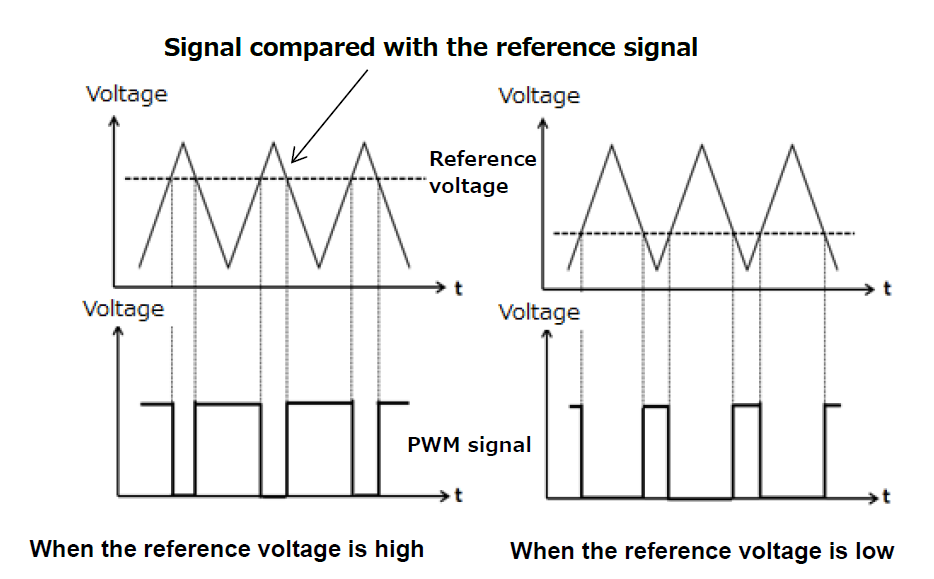 Signal compared with the reference signal
Voltage
Voltage
Reference
voltage
t
t
Voltage
Voltage
PWM signal
t
t
When the reference voltage is high
When the reference voltage is low